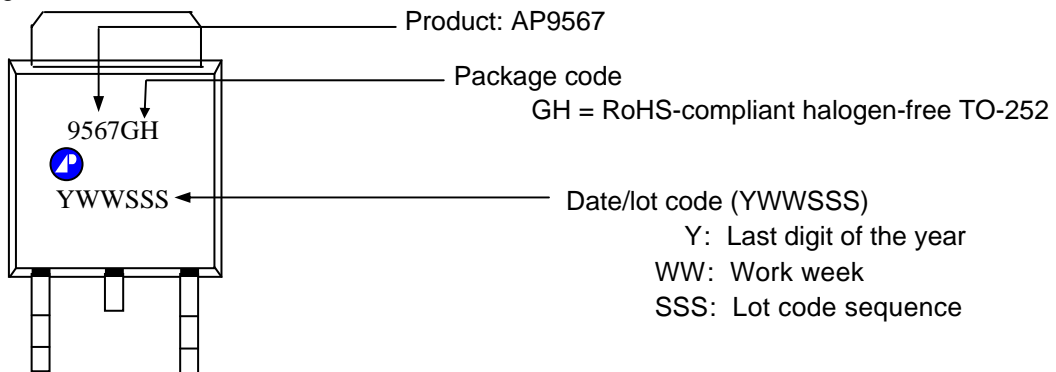 Product: AP9567
Package code
GH = RoHS-compliant halogen-free TO-252
9567GH
YWWSSS
Date/lot code (YWWSSS)
Y: Last digit of the year
WW: Work week
SSS: Lot code sequence